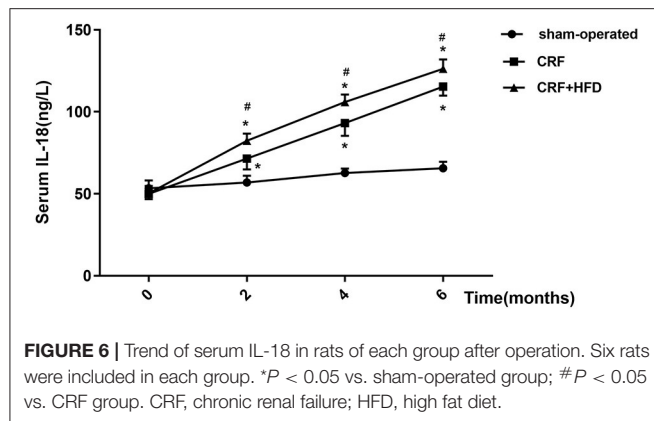 150
100
50
0
Serum IL-18(ng/L)
0
2
4
6
Time(months)
sham-operated
CRF
CRF+HFD
#
*
*
#
*
*
#
*
*
FIGURE 6 | Trend of serum IL-18 in rats of each group after operation. Six rats
were included in each group. *P < 0.05 vs. sham-operated group; #P < 0.05
vs. CRF group. CRF, chronic renal failure; HFD, high fat diet.